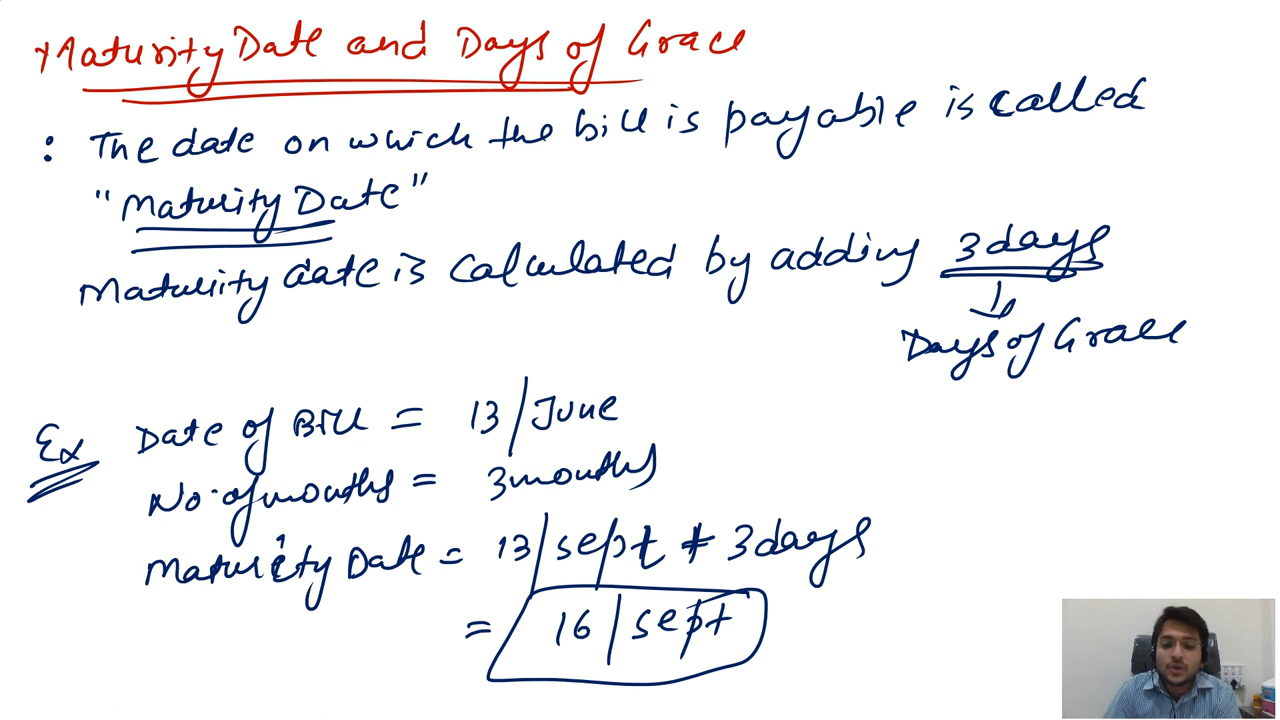 * Maturity Date and Days of Grace
: The date on which the bill is payable is called
"Maturity Date"
Maturity date is calculated by adding 3 days
Days of Grace
Ex Date of Bill = 13/June
No. of months = 3 months
Maturity Date = 13/Sept + 3 days
= 16/Sept